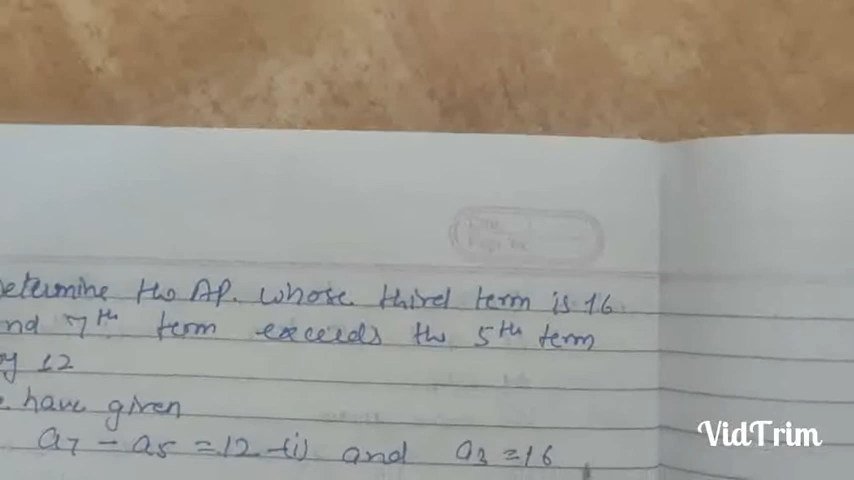 etermine the AP. whose third term is 16
nd 7th term exceeds the 5th term
y 12
have given
a7 - a5 = 12 -(i) and a3 = 16
VidTrim